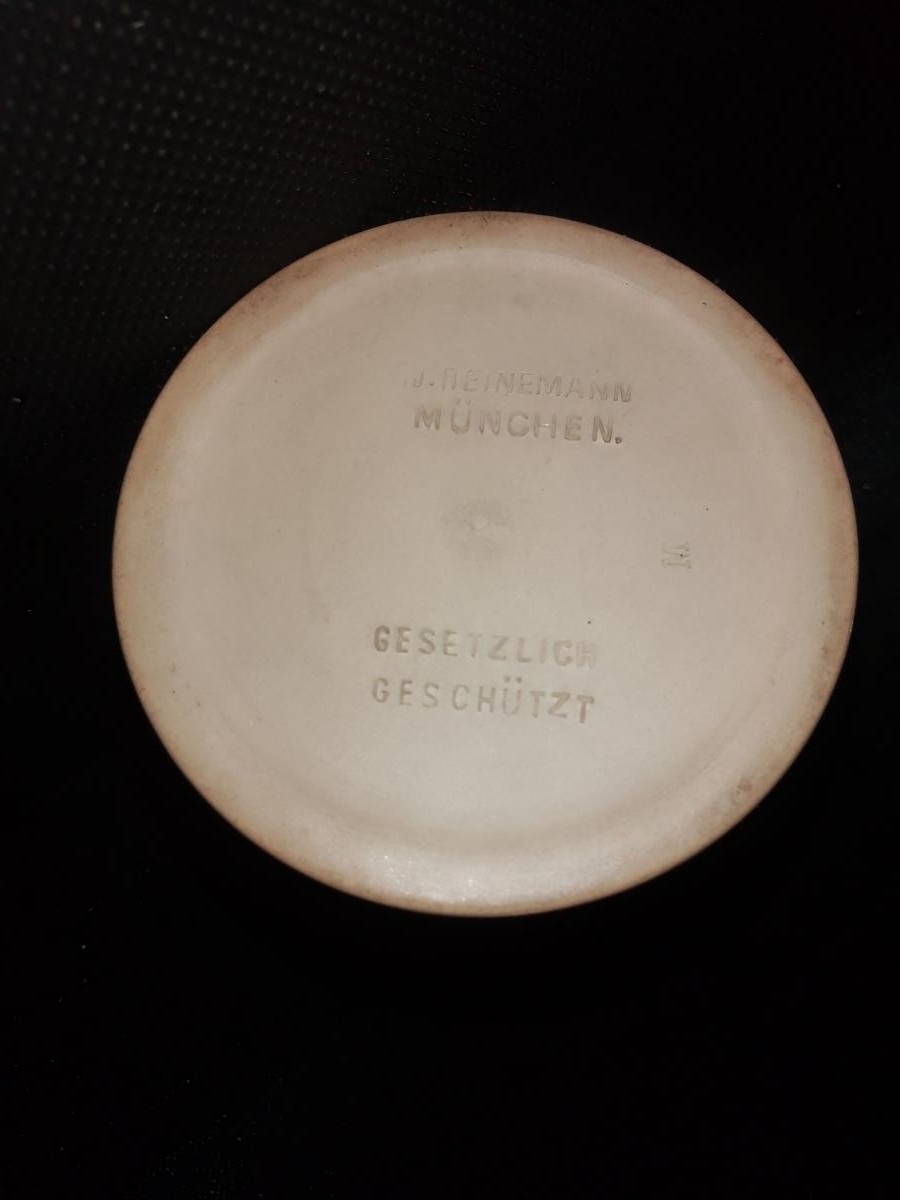 J. REINEMANN
MÜNCHEN.
M
GESETZLICH
GESCHÜTZT